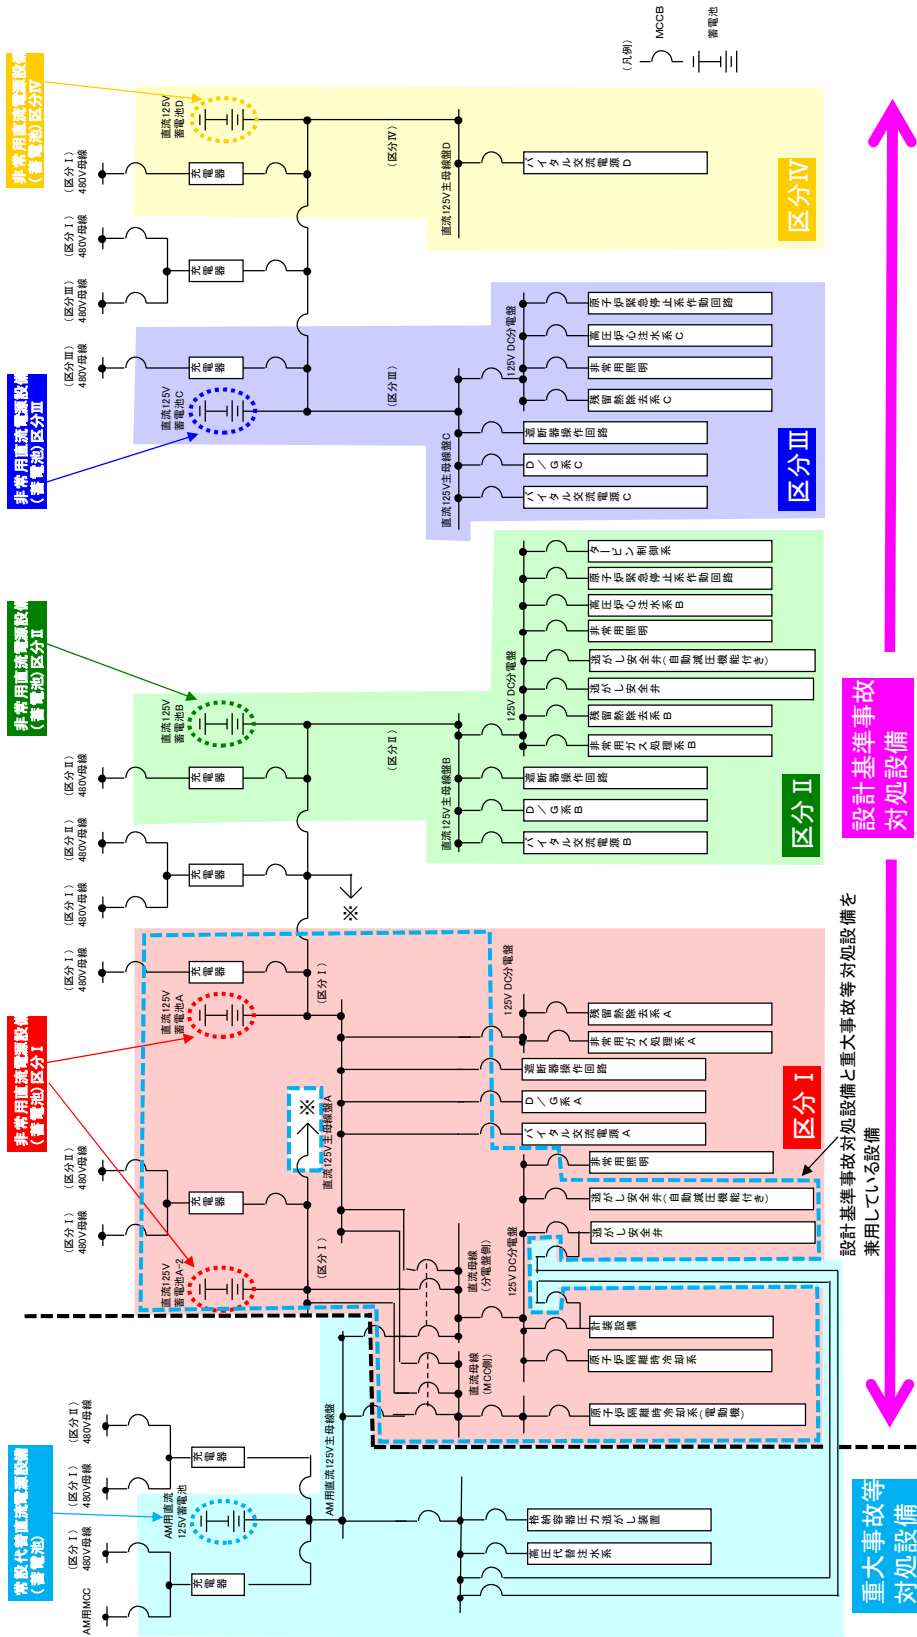 常設代替直流電源設備
(蓄電池)
非常用直流電源設備
(蓄電池)区分Ⅰ
非常用直流電源設備
(蓄電池)区分Ⅱ
非常用直流電源設備
(蓄電池)区分Ⅲ
非常用直流電源設備
(蓄電池)区分Ⅳ
AM用MCC
(区分Ⅰ)
480V母線
(区分Ⅰ)
480V母線
(区分Ⅱ)
480V母線
(区分Ⅰ)
480V母線
(区分Ⅱ)
480V母線
(区分Ⅰ)
480V母線
(区分Ⅰ)
480V母線
(区分Ⅱ)
480V母線
(区分Ⅱ)
480V母線
(区分Ⅲ)
480V母線
(区分Ⅲ)
480V母線
(区分Ⅰ)
480V母線
(区分Ⅰ)
480V母線
充電器
AM用直流
125V蓄電池
充電器
直流125V
蓄電池A-2
充電器
直流125V
蓄電池A
充電器
充電器
充電器
直流125V
蓄電池B
直流125V
蓄電池C
充電器
充電器
充電器
直流125V
蓄電池D
(凡例)
MCCB
蓄電池
AM用直流125V主母線盤
(区分Ⅰ)
直流125V主母線盤A
※
(区分Ⅰ)
※
(区分Ⅱ)
直流125V主母線盤B
(区分Ⅲ)
直流125V主母線盤C
(区分Ⅳ)
直流125V主母線盤D
直流母線
(MCC側)
直流母線
(分電盤側)
125V DC分電盤
125V DC分電盤
125V DC分電盤
125V DC分電盤
高圧代替注水系
格納容器圧力逃がし装置
原子炉隔離時冷却系(電動機)
原子炉隔離時冷却系
計装設備
逃がし安全弁
逃がし安全弁(自動減圧機能付き)
非常用照明
バイタル交流電源A
D/G系A
遮断器操作回路
非常用ガス処理系A
残留熱除去系A
バイタル交流電源B
D/G系B
遮断器操作回路
非常用ガス処理系B
残留熱除去系B
逃がし安全弁
逃がし安全弁(自動減圧機能付き)
非常用照明
高圧炉心注水系B
原子炉緊急停止系作動回路
タービン制御系
バイタル交流電源C
D/G系C
遮断器操作回路
残留熱除去系C
非常用照明
高圧炉心注水系C
原子炉緊急停止系作動回路
バイタル交流電源D
区分Ⅰ
区分Ⅱ
区分Ⅲ
区分Ⅳ
設計基準事故対処設備と重大事故等対処設備を
兼用している設備
重大事故等
対処設備
設計基準事故
対処設備